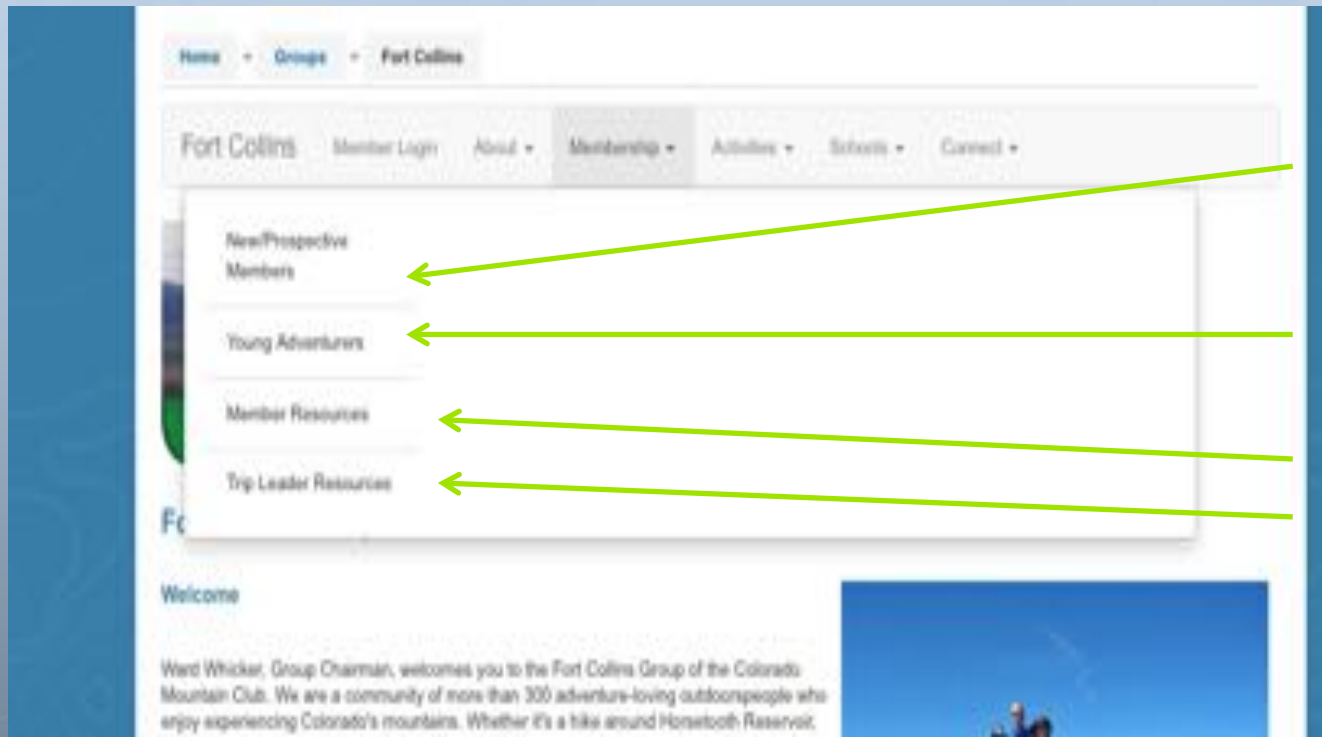 Home Groups Fort Collins
Fort Collins Member Login About Membership Activities Schools Connect
New/Prospective
Members
Young Adventurers
Member Resources
Trip Leader Resources
Fo
Welcome
Ward Whicker, Group Chairman, welcomes you to the Fort Collins Group of the Colorado
Mountain Club. We are a community of more than 300 adventure-loving outdoorspeople who
enjoy experiencing Colorado's mountains. Whether it's a hike around Horsetooth Reservoir,